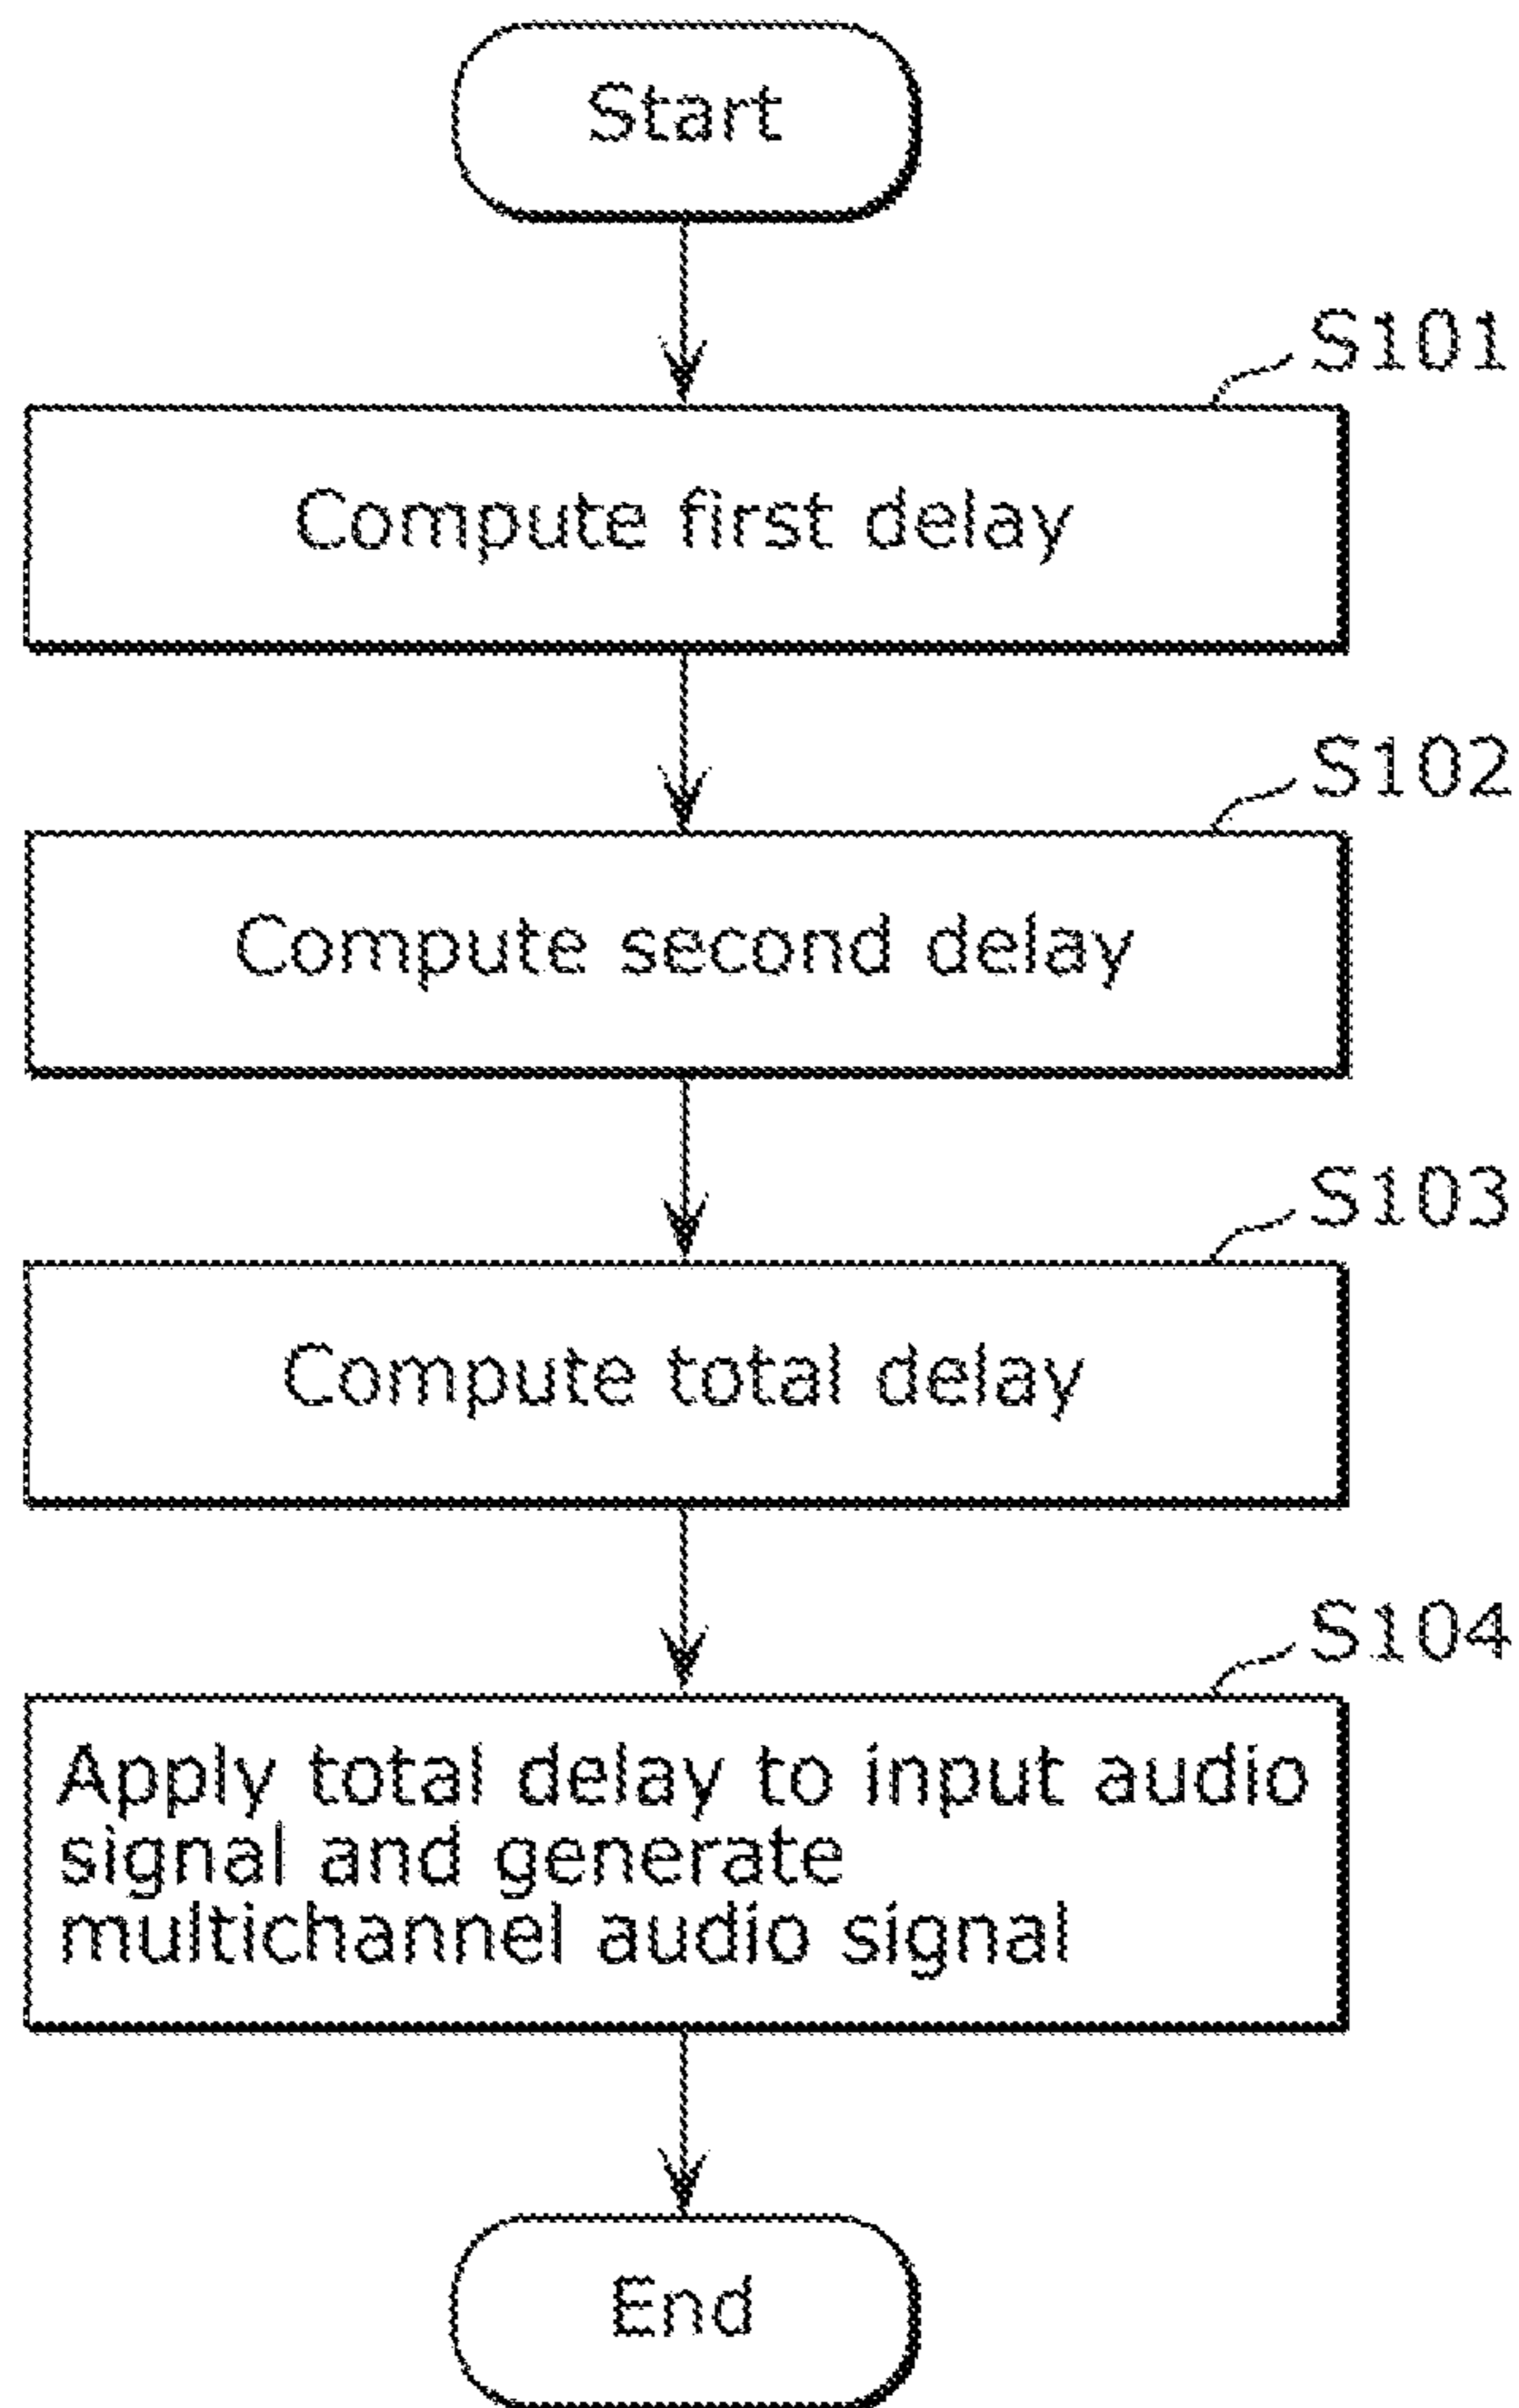 Start
S101
Compute first delay
S102
Compute second delay
S103
Compute total delay
S104
Apply total delay to input audio
signal and generate
multichannel audio signal
End